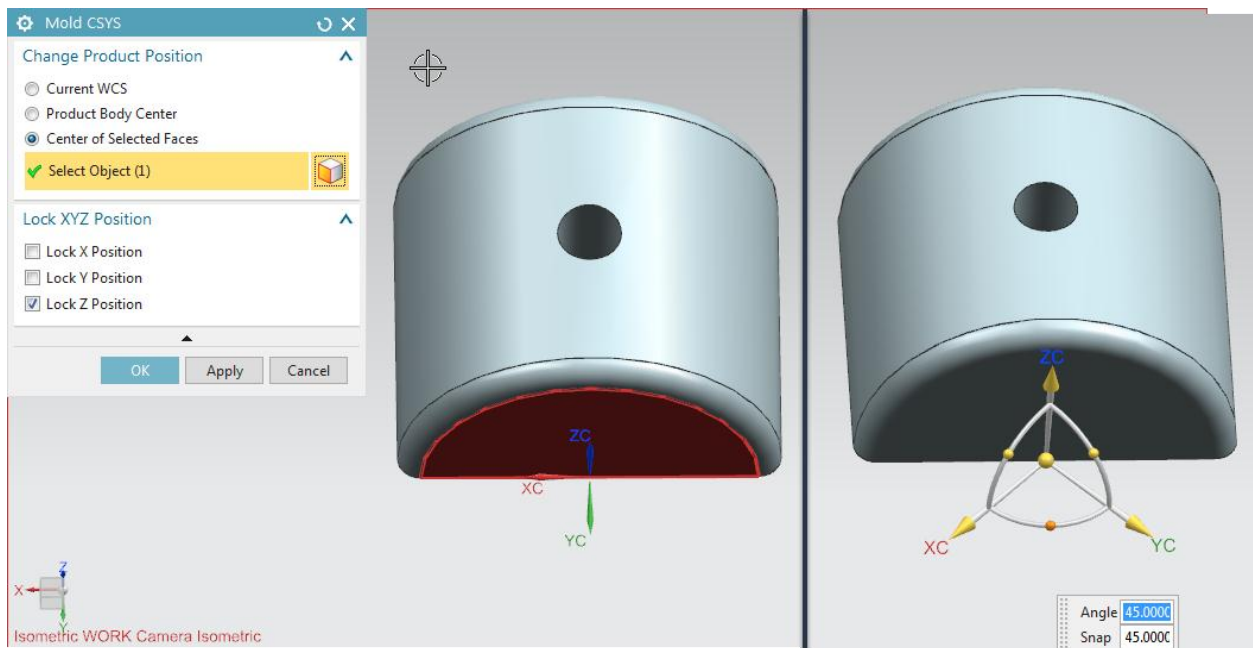 Mold CSYS
Change Product Position
Current WCS
Product Body Center
Center of Selected Faces
Select Object (1)
Lock XYZ Position
Lock X Position
Lock Y Position
Lock Z Position
OK Apply Cancel
ZC
XC
YC
ZC
XC
YC
Z
X
Y
Isometric WORK Camera Isometric
Angle 45.000C
Snap 45.000C